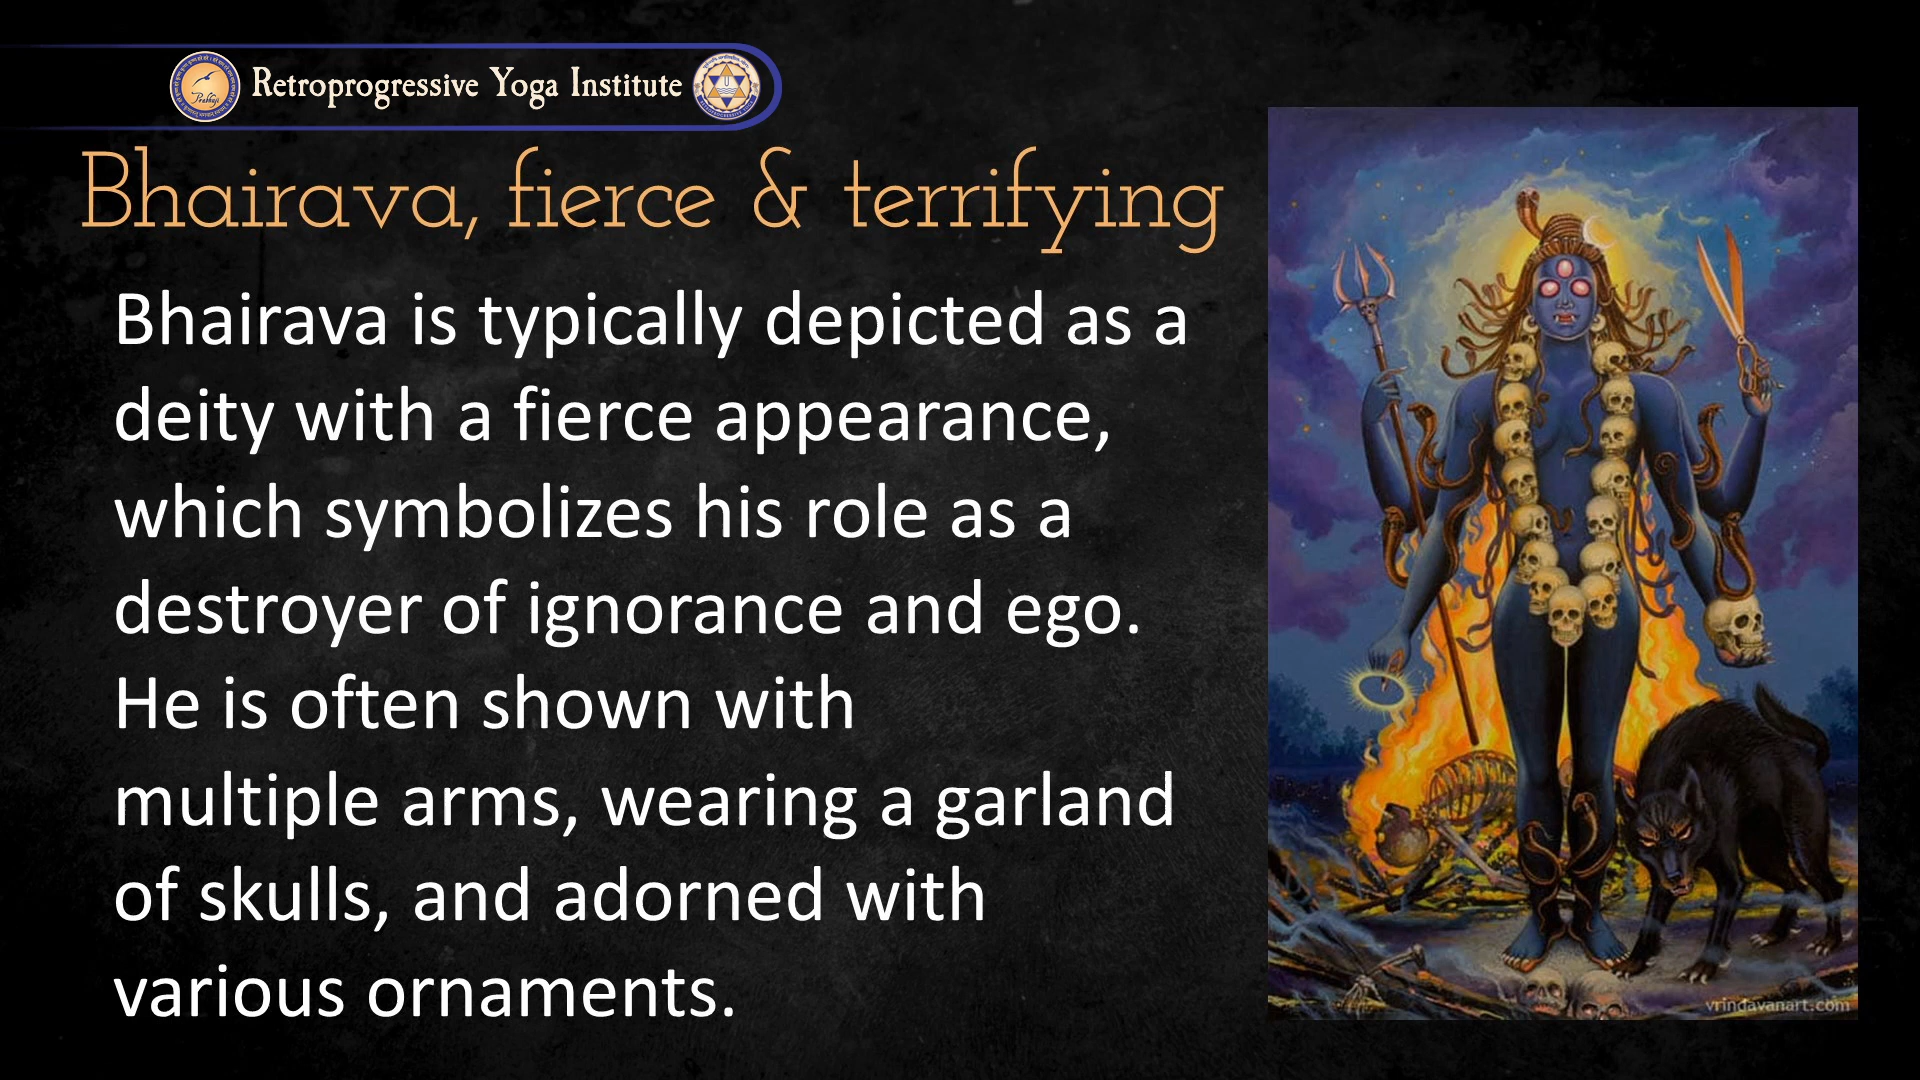 Retroprogressive Yoga Institute
Prabhuji
Bhairava, fierce & terrifying
Bhairava is typically depicted as a
deity with a fierce appearance,
which symbolizes his role as a
destroyer of ignorance and ego.
He is often shown with
multiple arms, wearing a garland
of skulls, and adorned with
various ornaments.
vrindavanart.com